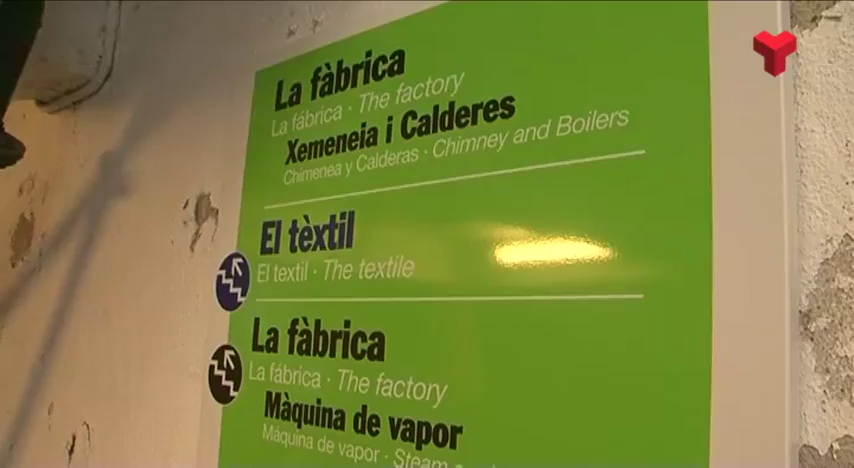 La fàbrica
La fábrica · The factory
Xemeneia i Calderes
Chimenea y Calderas · Chimney and Boilers
El tèxtil
El textil · The textile
La fàbrica
La fábrica · The factory
Màquina de vapor
Máquina de vapor · Steam